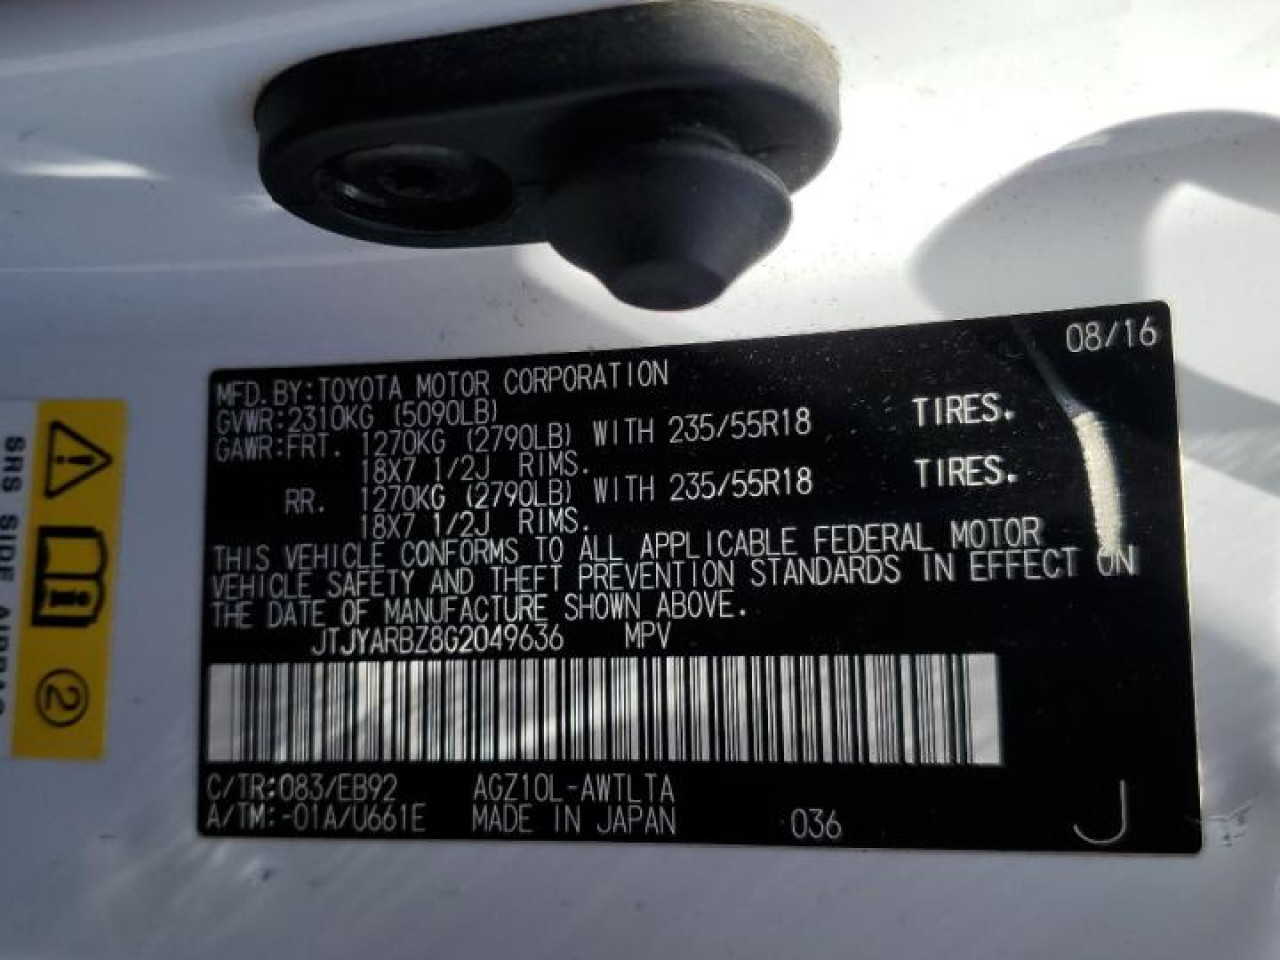 08/16
MFD.BY:TOYOTA MOTOR CORPORATION
GVWR:2310KG (5090LB)
GAWR:FRT. 1270KG (2790LB) WITH 235/55R18 TIRES.
18X7 1/2J RIMS.
RR. 1270KG (2790LB) WITH 235/55R18 TIRES.
18X7 1/2J RIMS.
THIS VEHICLE CONFORMS TO ALL APPLICABLE FEDERAL MOTOR
VEHICLE SAFETY AND THEFT PREVENTION STANDARDS IN EFFECT ON
THE DATE OF MANUFACTURE SHOWN ABOVE.
JTJYARBZ8G2049636 MPV
C/TR:083/EB92 AGZ10L-AWTLTA
A/TM:-01A/U661E MADE IN JAPAN 036 J
SRS SIDE AIRBAG
2